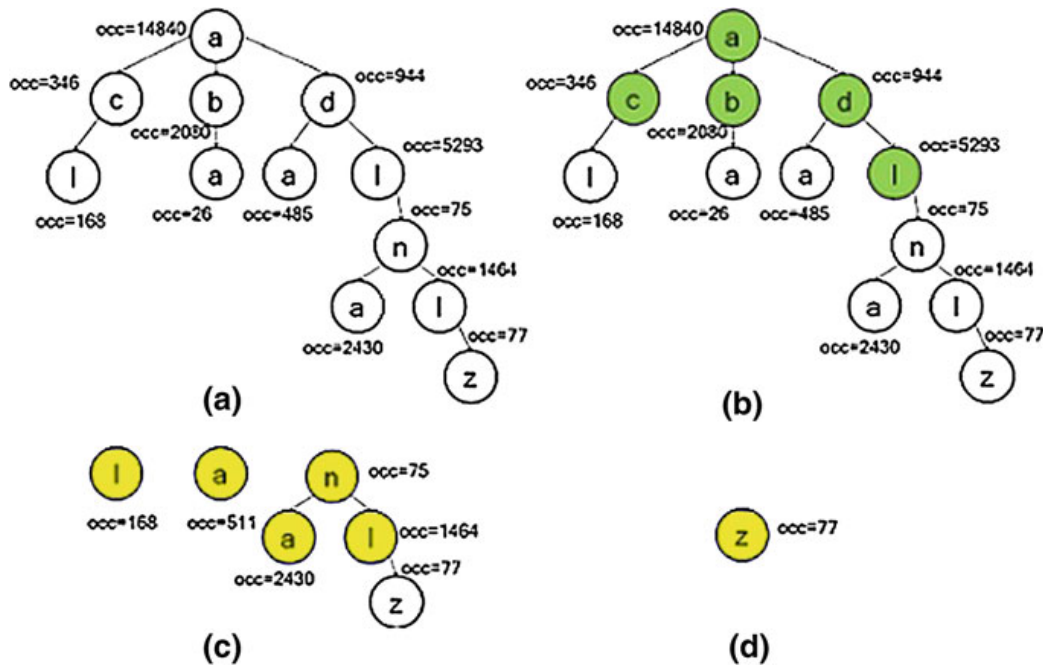 occ=14840 a occ=14840 a
occ=346 occ=944 occ=346 occ=944
c b d c b d
occ=2080 occ=5293 occ=2080 occ=5293
l a a l l a a l
occ=168 occ=26 occ=485 occ=75 occ=168 occ=26 occ=485 occ=75
n n
occ=1464 occ=1464
a l a l
occ=2430 occ=77 occ=2430 occ=77
z z
(a) (b)
l a n occ=75
occ=168 occ=511
a l occ=1464 z occ=77
occ=2430 occ=77
z
(c) (d)